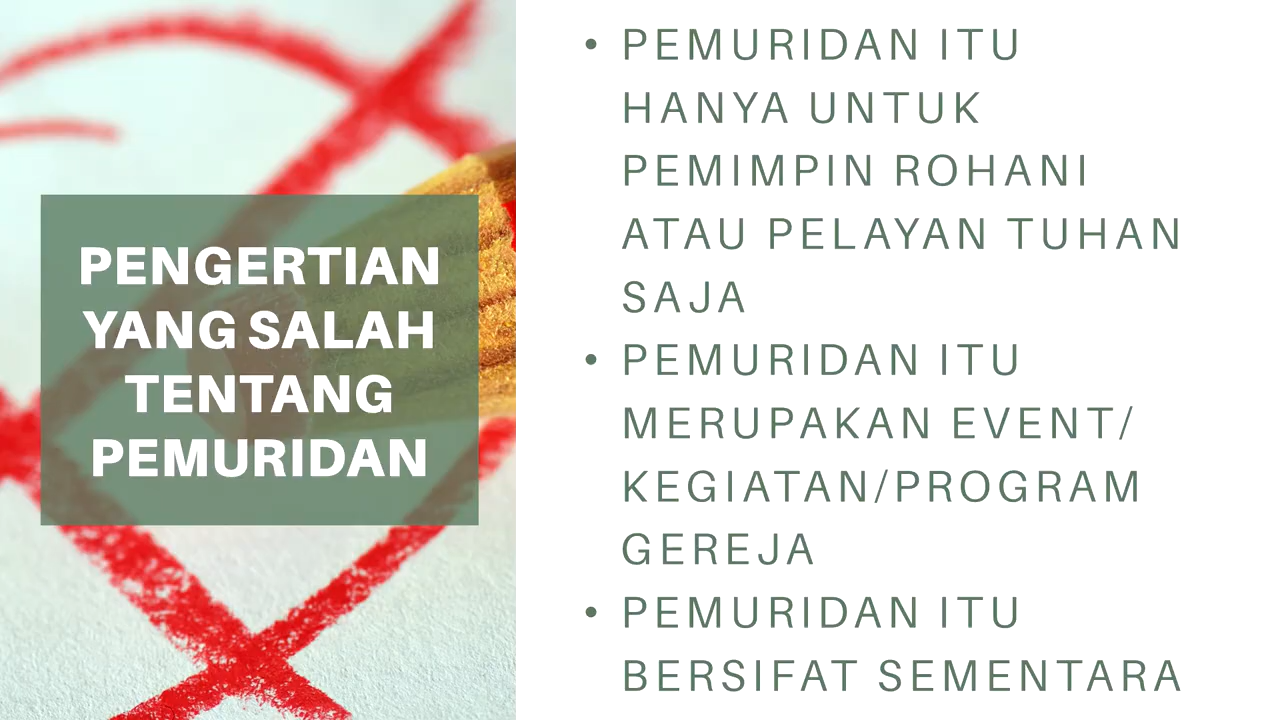 PENGERTIAN
YANG SALAH
TENTANG
PEMURIDAN
• PEMURIDAN ITU
HANYA UNTUK
PEMIMPIN ROHANI
ATAU PELAYAN TUHAN
SAJA
• PEMURIDAN ITU
MERUPAKAN EVENT/
KEGIATAN/PROGRAM
GEREJA
• PEMURIDAN ITU
BERSIFAT SEMENTARA